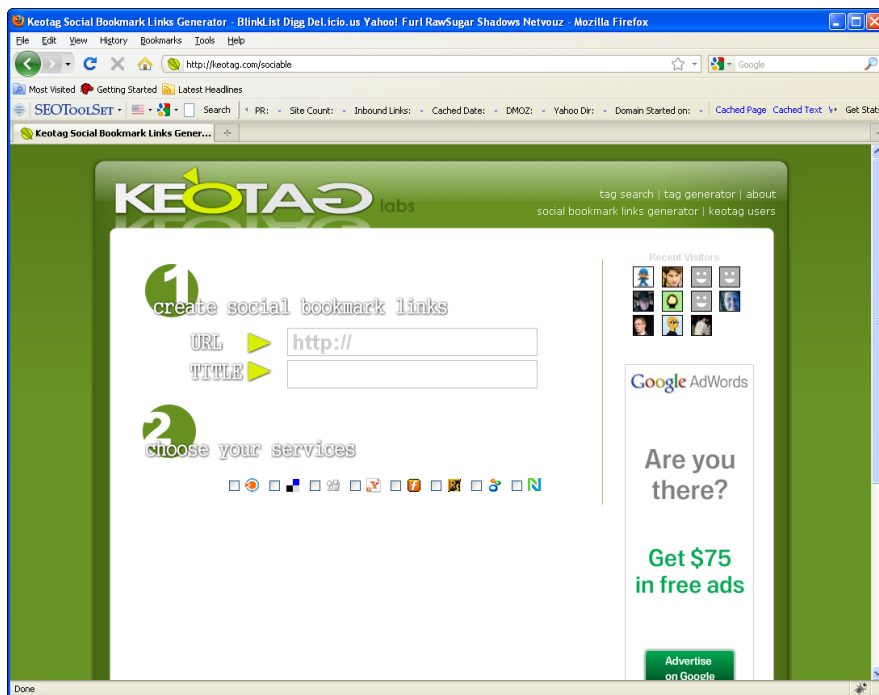 Keotag Social Bookmark Links Generator - BlinkList Digg Del.icio.us Yahoo! Furl RawSugar Shadows Netvouz - Mozilla Firefox
File Edit View History Bookmarks Tools Help
http://keotag.com/sociable
Google
Most Visited Getting Started Latest Headlines
SEOToolSet Search PR: - Site Count: - Inbound Links: - Cached Date: - DMOZ: - Yahoo Dir: - Domain Started on: - Cached Page Cached Text Get Stats
Keotag Social Bookmark Links Gener...
KEOTAG labs
tag search | tag generator | about
social bookmark links generator | keotag users
Recent Visitors
1
create social bookmark links
URL http://
TITLE
Google AdWords
2
choose your services
Are you
there?
Get $75
in free ads
Advertise
on Google
Done